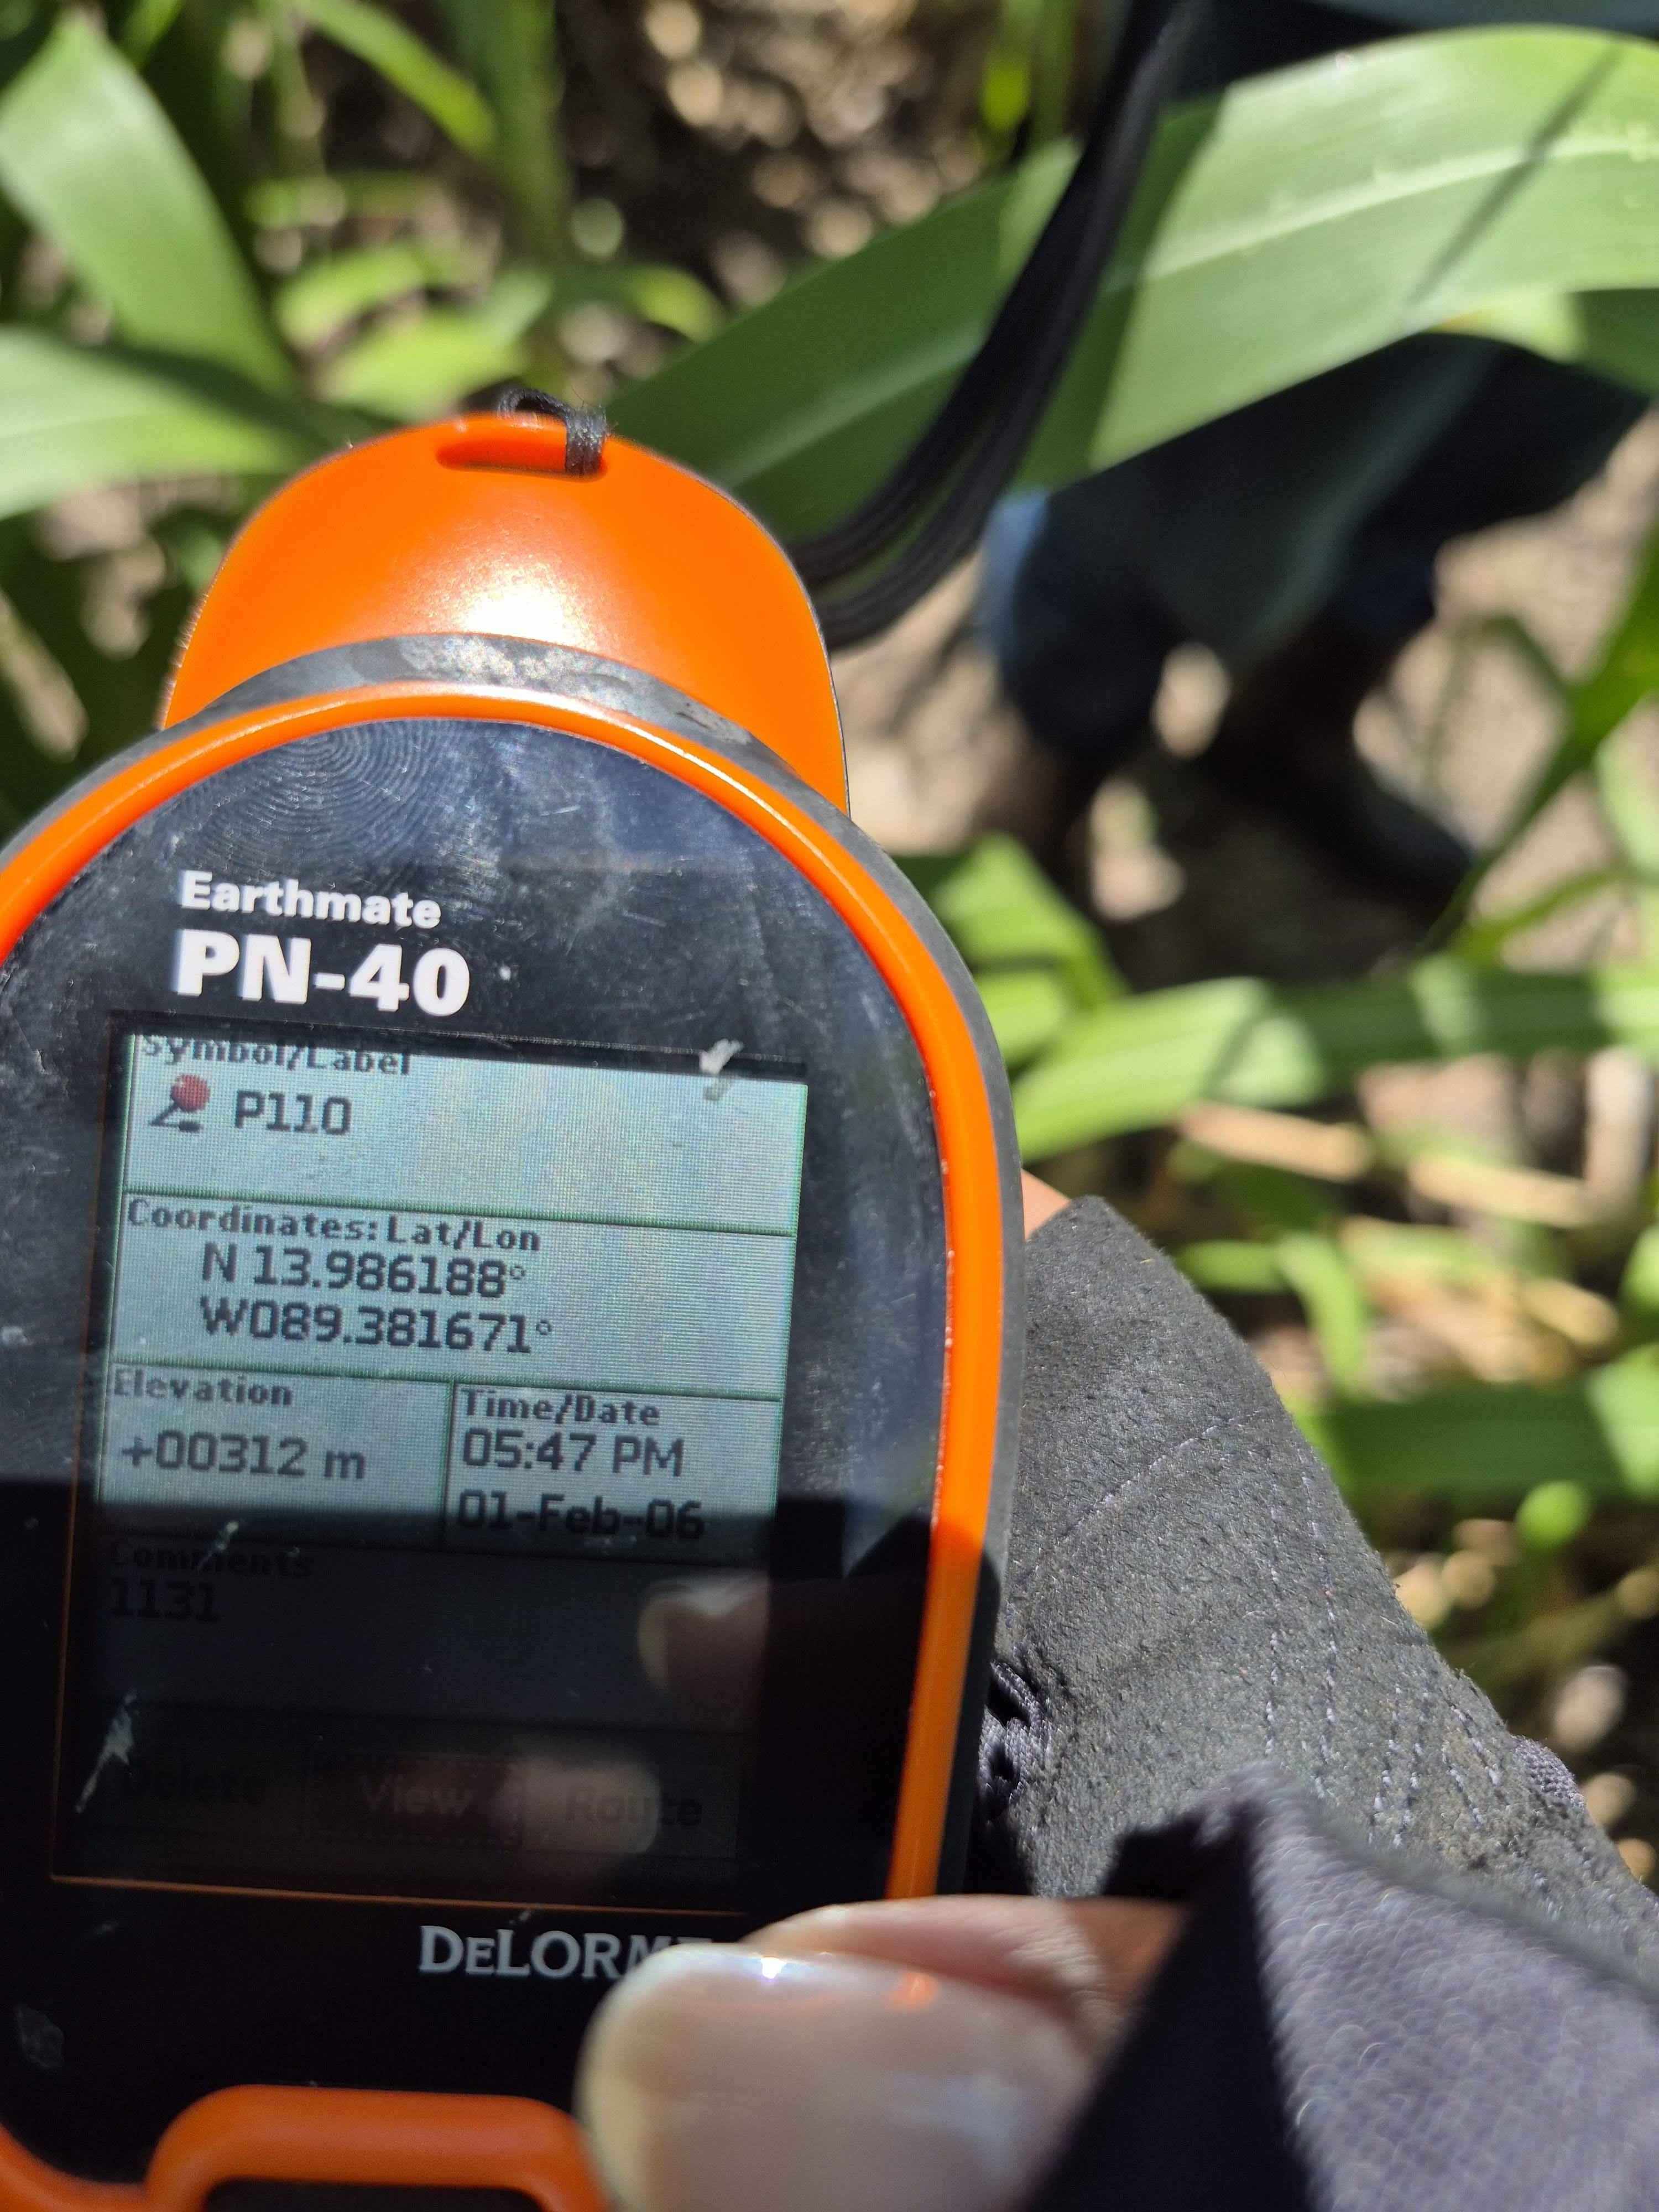 Earthmate
PN-40
Symbol/Label
P110
Coordinates: Lat/Lon
N 13.986188°
W089.381671°
Elevation
+00312 m
Time/Date
05:47 PM
01-Feb-06
Comments
1131
Delete View Route
DELORME